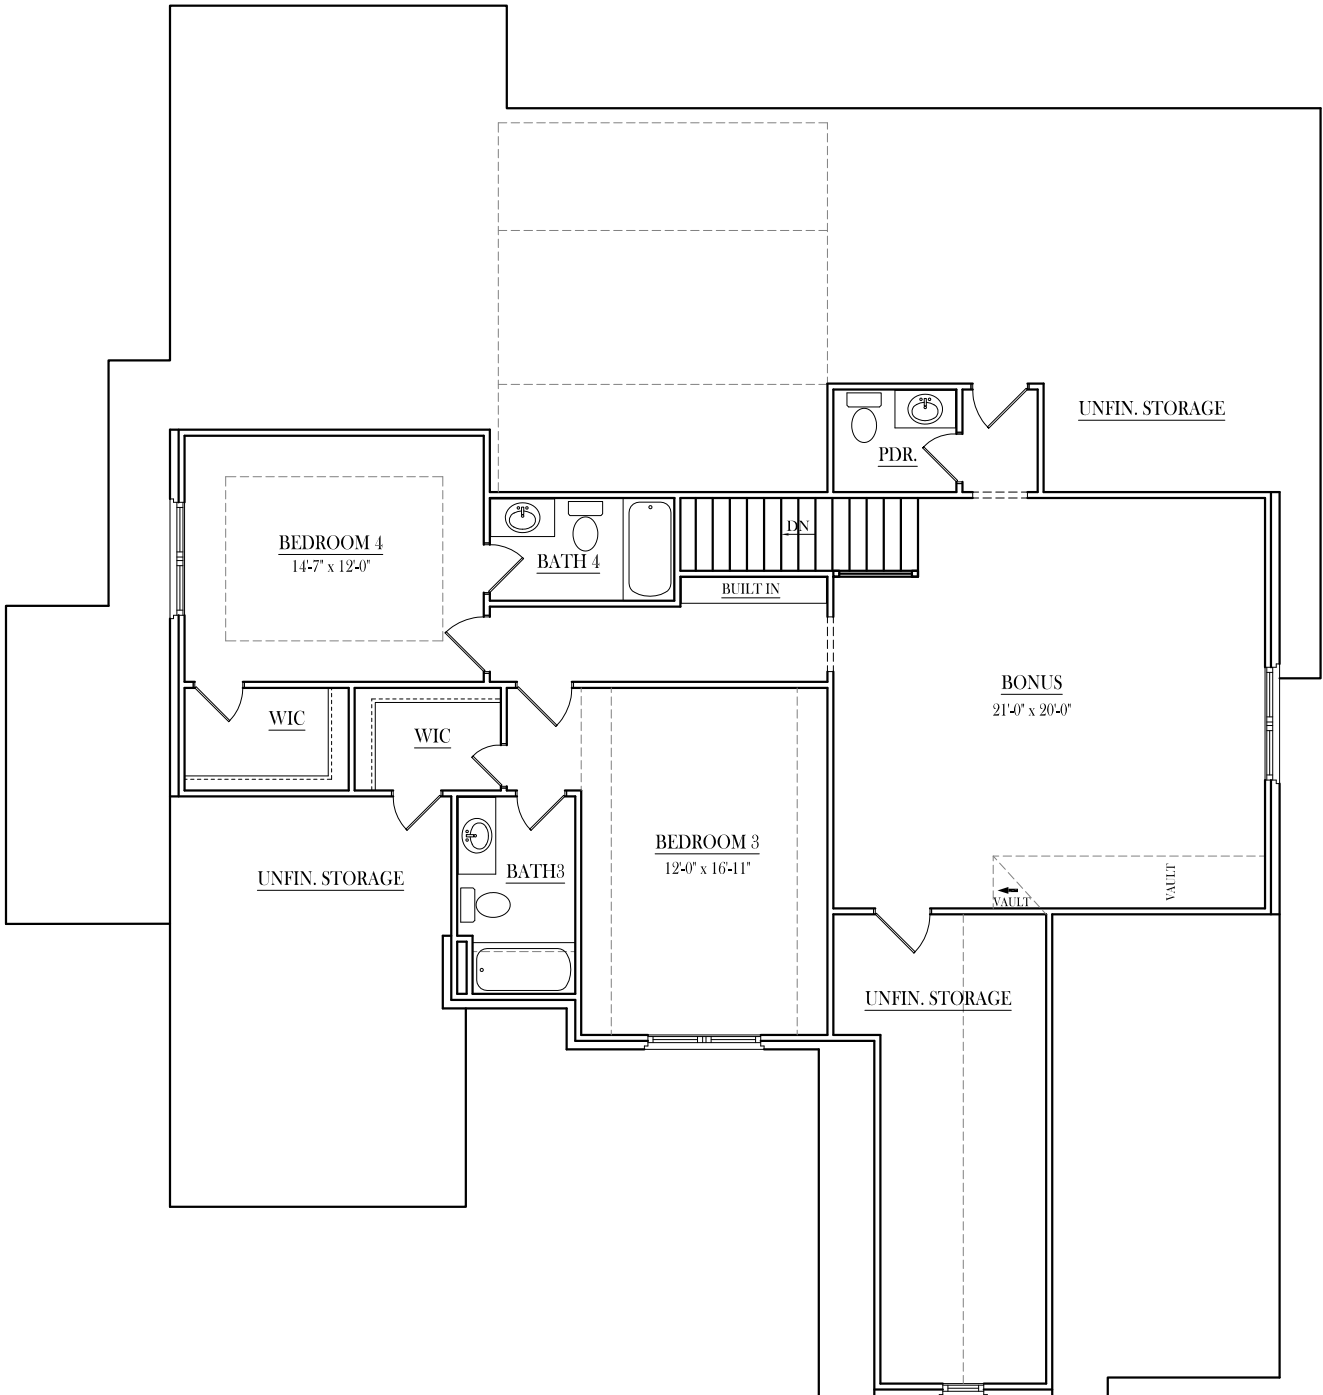 UNFIN. STORAGE
PDR.
DN
BEDROOM 4
14'-7" x 12'-0"
BATH 4
BUILT IN
BONUS
21'-0" x 20'-0"
WIC
WIC
BEDROOM 3
12'-0" x 16'-11"
BATH3
UNFIN. STORAGE
VAULT
VAULT
UNFIN. STORAGE